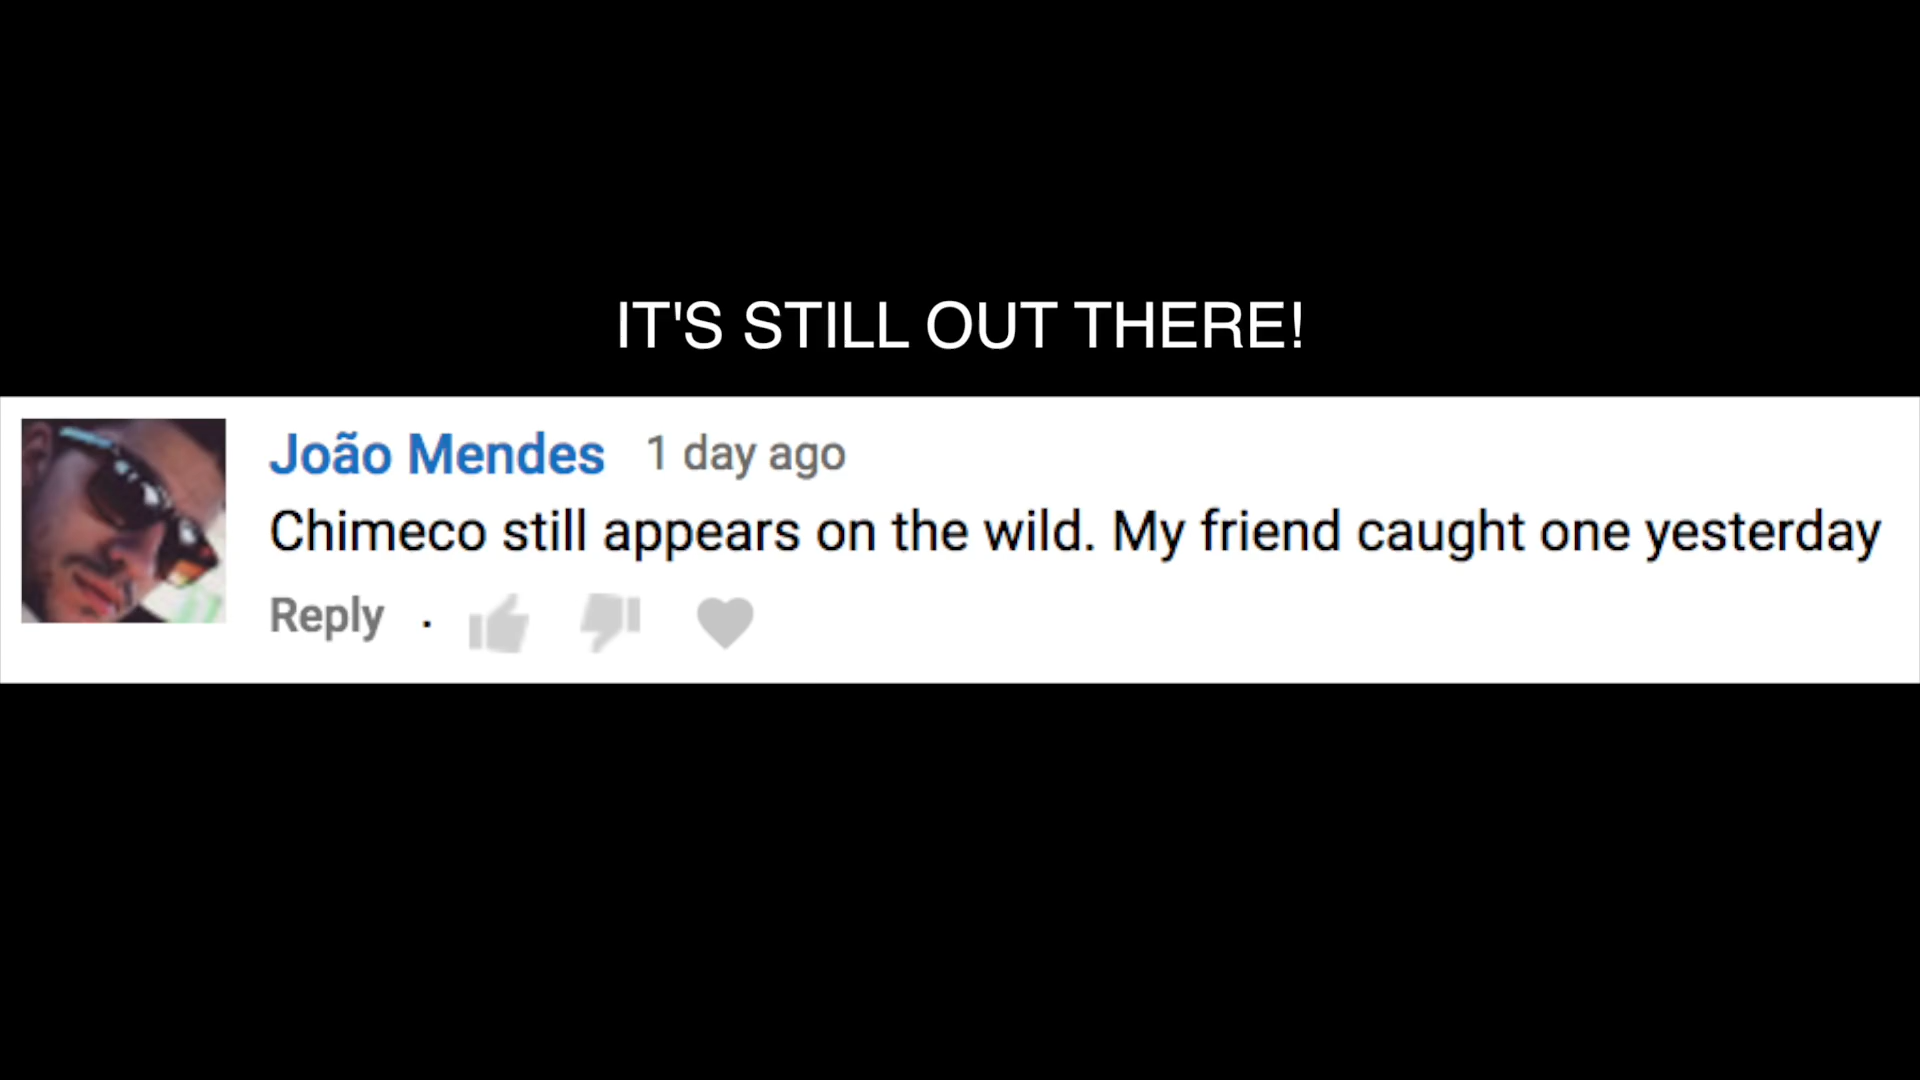 IT'S STILL OUT THERE!
João Mendes 1 day ago
Chimeco still appears on the wild. My friend caught one yesterday
Reply .